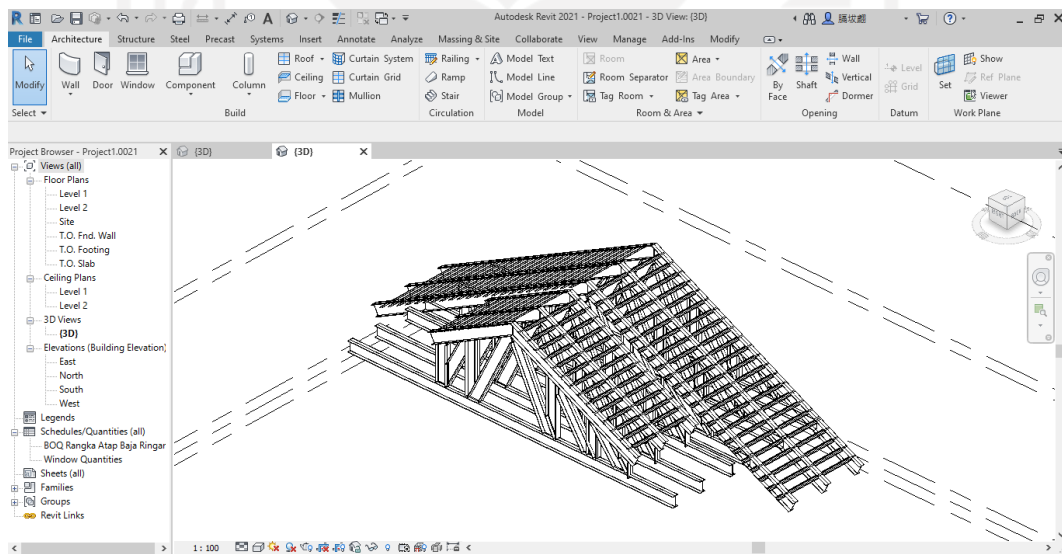 Autodesk Revit 2021 - Project1.0021 - 3D View: {3D}
File Architecture Structure Steel Precast Systems Insert Annotate Analyze Massing & Site Collaborate View Manage Add-Ins Modify
Modify Wall Door Window Component Column
Roof Curtain System
Ceiling Curtain Grid
Floor Mullion
Railing
Ramp
Stair
Model Text
Model Line
Model Group
Room
Room Separator
Tag Room
Area
Area Boundary
Tag Area
By Face
Shaft
Wall
Vertical
Dormer
Level
Grid
Set
Show
Ref Plane
Viewer
Select Build Circulation Model Room & Area Opening Datum Work Plane
Project Browser - Project1.0021
{3D} {3D}
Views (all)
Floor Plans
Level 1
Level 2
Site
T.O. Fnd. Wall
T.O. Footing
T.O. Slab
Ceiling Plans
Level 1
Level 2
3D Views
{3D}
Elevations (Building Elevation)
East
North
South
West
Legends
Schedules/Quantities (all)
BOQ Rangka Atap Baja Ringar
Window Quantities
Sheets (all)
Families
Groups
Revit Links
1 : 100